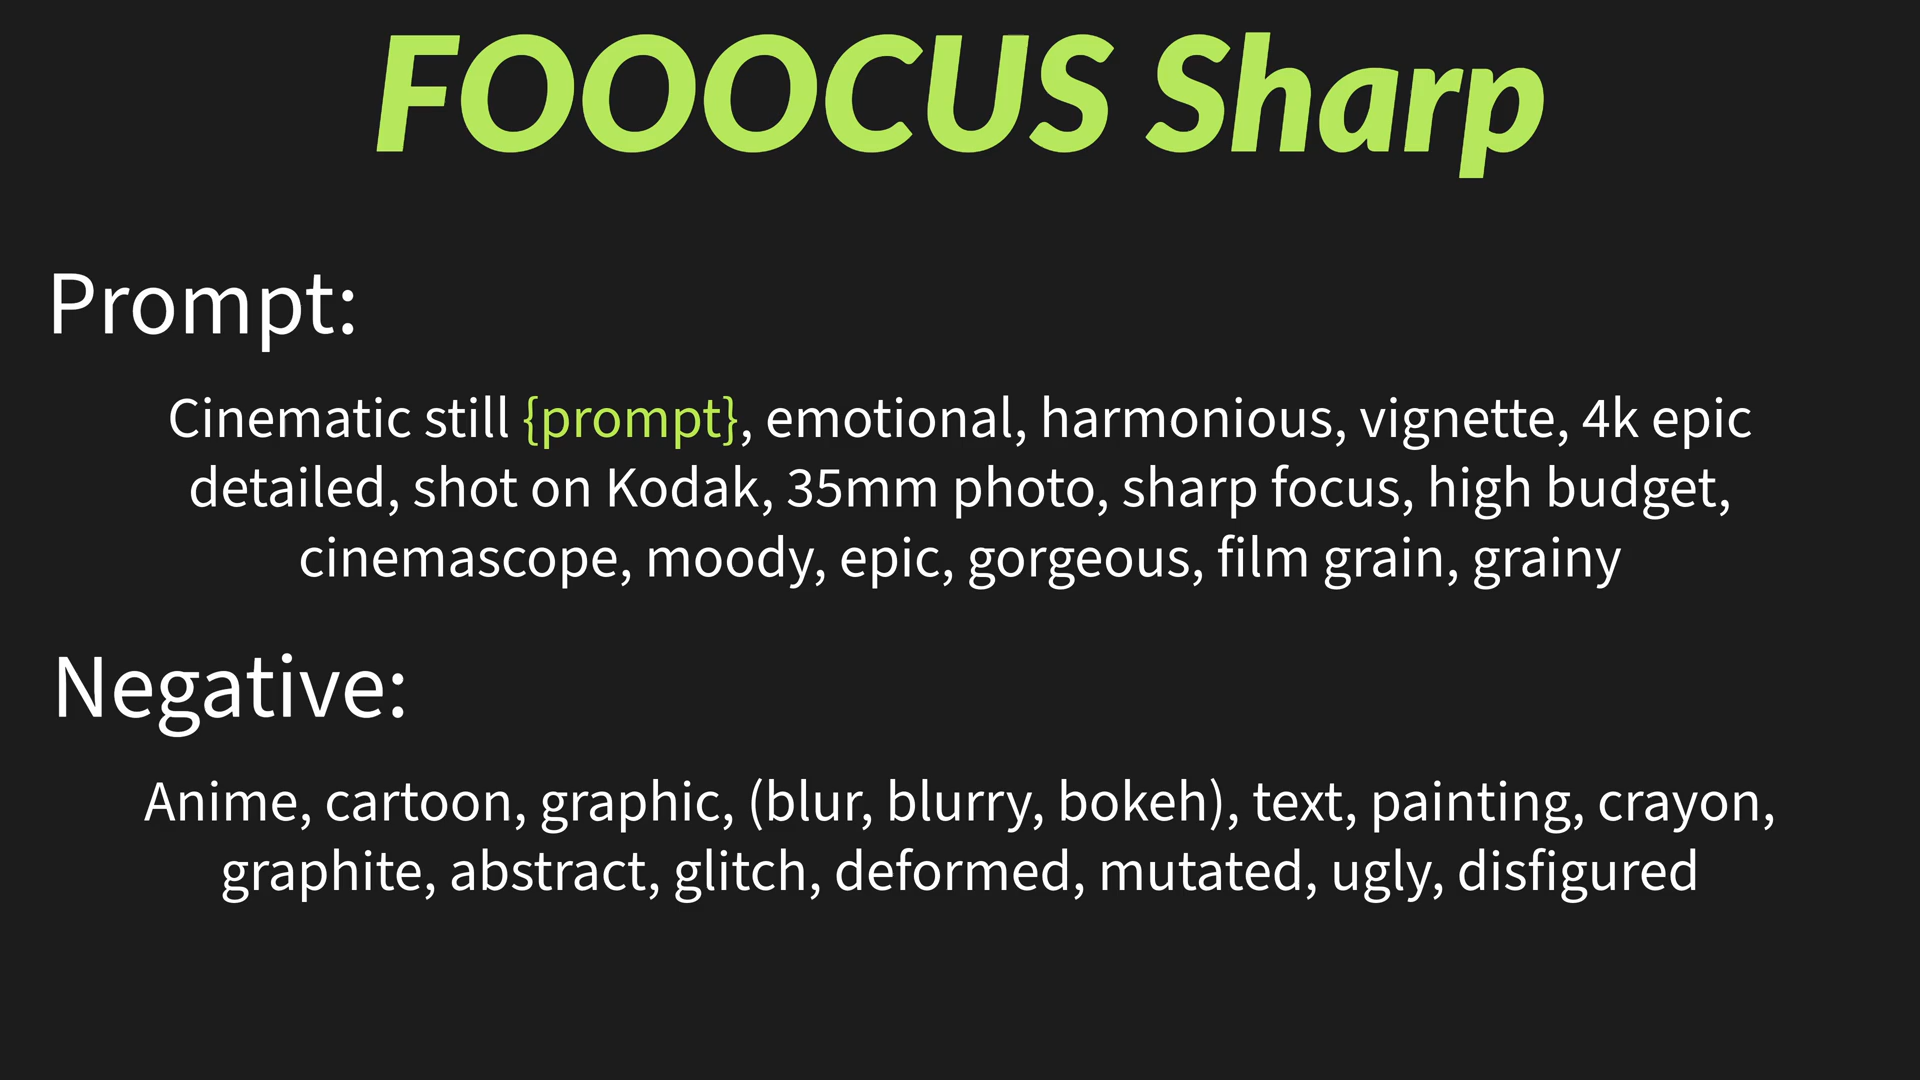 FOOOCUS Sharp
Prompt:
Cinematic still {prompt}, emotional, harmonious, vignette, 4k epic
detailed, shot on Kodak, 35mm photo, sharp focus, high budget,
cinemascope, moody, epic, gorgeous, film grain, grainy
Negative:
Anime, cartoon, graphic, (blur, blurry, bokeh), text, painting, crayon,
graphite, abstract, glitch, deformed, mutated, ugly, disfigured